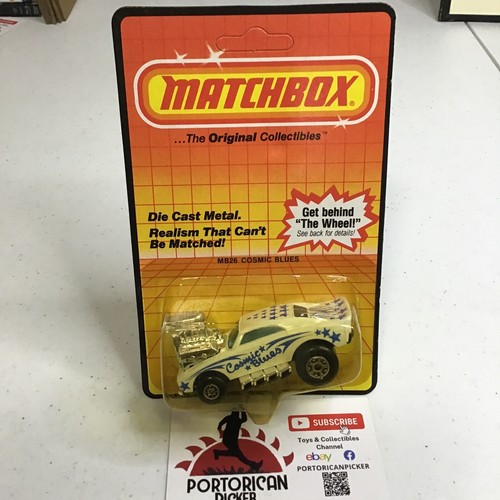 MATCHBOX®
...The Original Collectibles™
Die Cast Metal.
Realism That Can't
Be Matched!
Get behind
"The Wheel!"
See back for details!
MB26 COSMIC BLUES
Cosmic
Blues
SUBSCRIBE
Toys & Collectibles
Channel
ebay
PORTORICANPICKER
PORTORICAN
PICKER